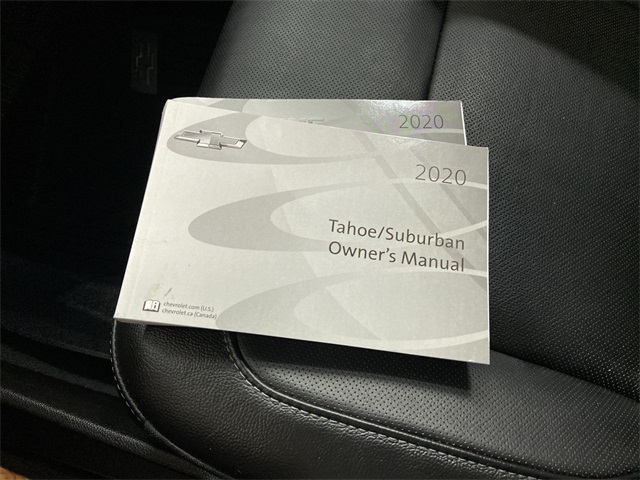 2020
2020
Tahoe/Suburban
Owner's Manual
chevrolet.com (U.S.)
chevrolet.ca (Canada)